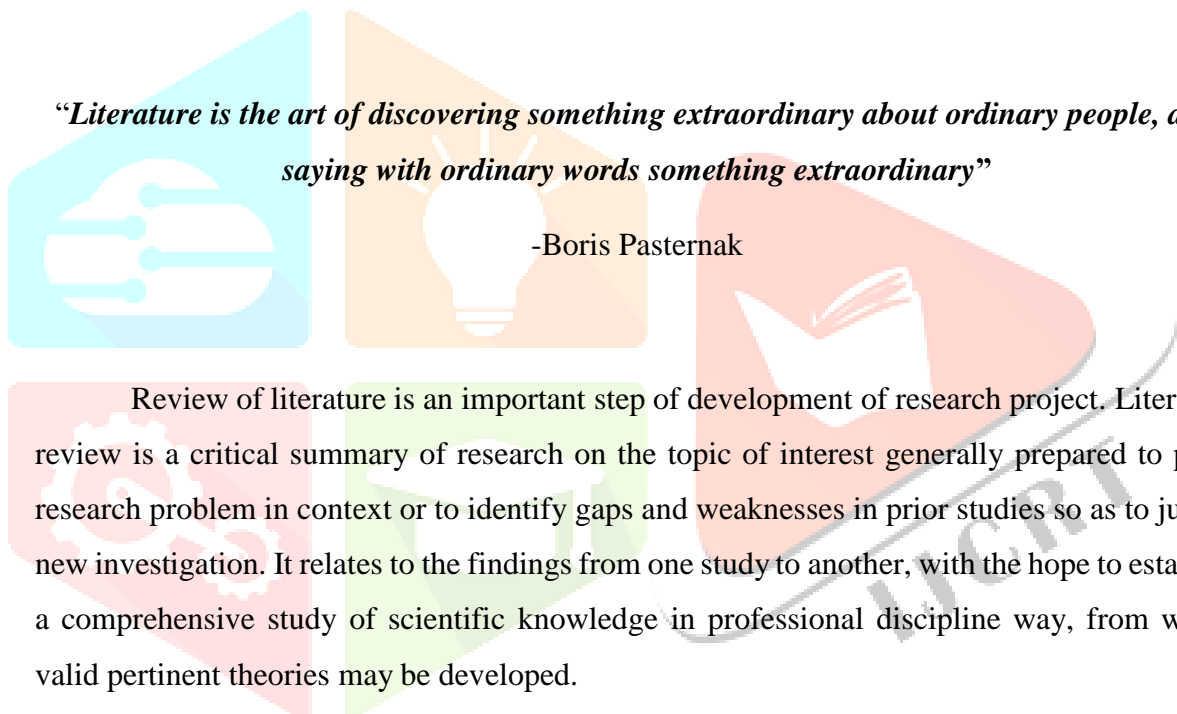 “Literature is the art of discovering something extraordinary about ordinary people, a
saying with ordinary words something extraordinary”
-Boris Pasternak
Review of literature is an important step of development of research project. Liter
review is a critical summary of research on the topic of interest generally prepared to p
research problem in context or to identify gaps and weaknesses in prior studies so as to ju
new investigation. It relates to the findings from one study to another, with the hope to esta
a comprehensive study of scientific knowledge in professional discipline way, from w
valid pertinent theories may be developed.
IJCRT